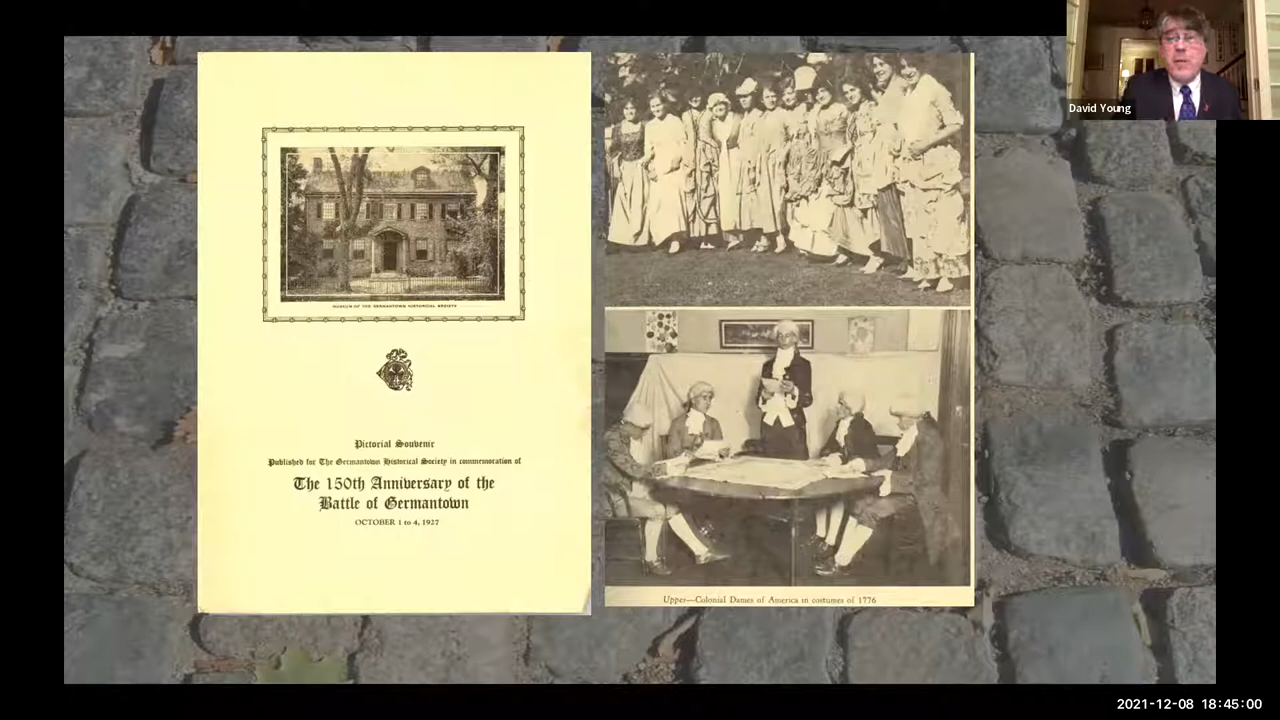 David Young
MUSEUM OF THE GERMANTOWN HISTORICAL SOCIETY
Pictorial Souvenir
Published for The Germantown Historical Society in commemoration of
The 150th Anniversary of the
Battle of Germantown
OCTOBER 1 to 4, 1927
Upper—Colonial Dames of America in costumes of 1776
2021-12-08 18:45:00